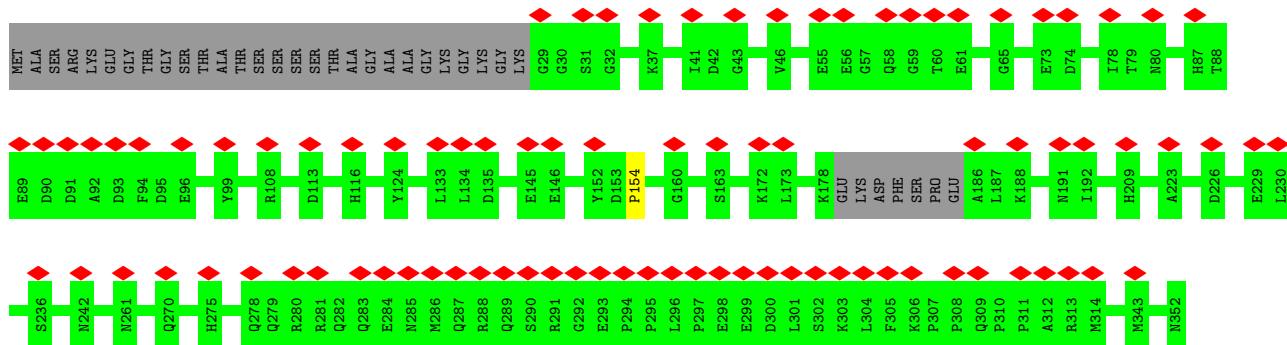 MET ALA SER ARG LYS GLU GLY THR GLY SER THR ALA THR SER SER SER SER THR ALA GLY ALA ALA GLY LYS GLY LYS GLY LYS G29 G30 S31 G32 K37 I41 D42 G43 V46 E55 E56 G57 Q58 G59 T60 E61 G65 E73 D74 I78 T79 N80 H87 T88
E89 D90 D91 A92 D93 F94 D95 E96 Y99 R108 D113 H116 Y124 L133 L134 D135 E145 E146 Y152 D153 P154 G160 S163 K172 L173 K178 GLU LYS ASP PHE SER PRO GLU A186 L187 K188 N191 I192 H209 A223 D226 E229 L230
S236 N242 N261 Q270 H275 Q278 Q279 R280 R281 Q282 Q283 E284 N285 M286 Q287 R288 Q289 S290 R291 G292 E293 P294 P295 L296 P297 E298 E299 D300 L301 S302 K303 L304 F305 K306 P307 P308 Q309 P310 P311 A312 R313 M314 M343 N352